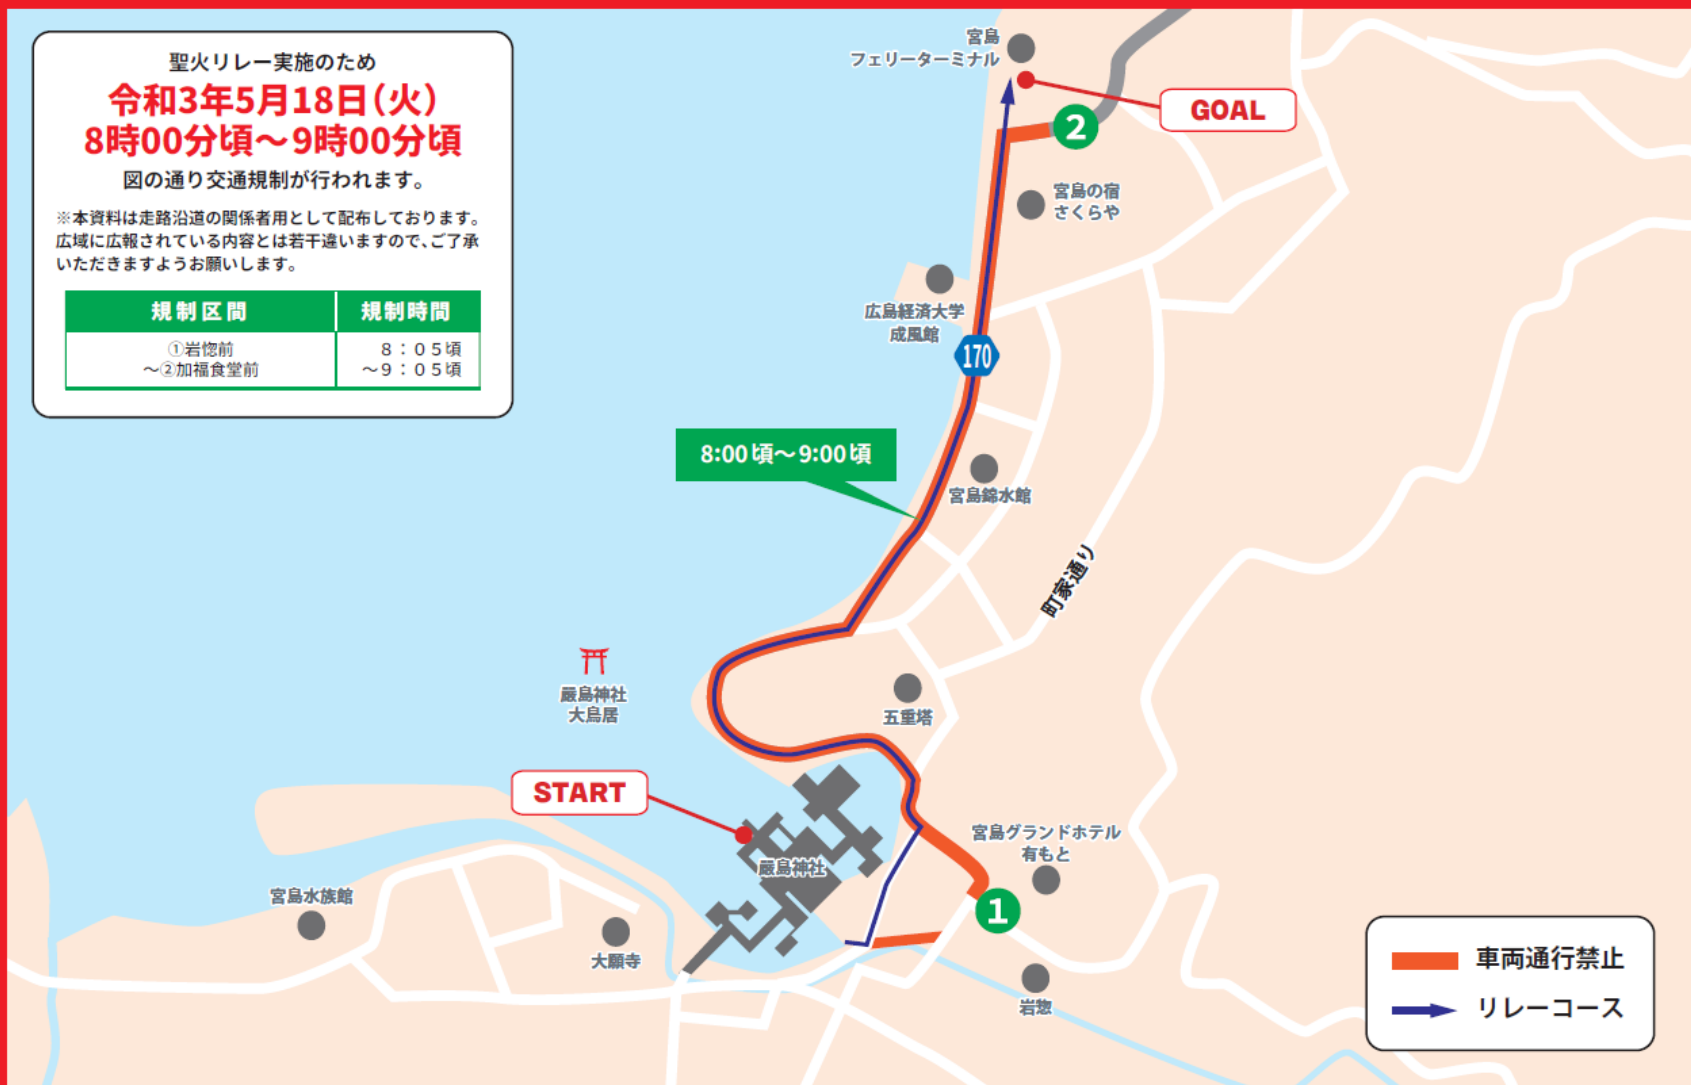 聖火リレー実施のため
令和3年5月18日（火）
8時00分頃～9時00分頃
図の通り交通規制が行われます。
※本資料は走路沿道の関係者用として配布しております。
広域に広報されている内容とは若干違いますので、ご了承
いただきますようお願いします。
規制区間 規制時間
①岩惣前 8：05頃
～②加福食堂前 ～9：05頃
宮島
フェリーターミナル
GOAL
2
宮島の宿
さくらや
広島経済大学
成風館
170
8:00頃～9:00頃
宮島錦水館
町家通り
嚴島神社
大鳥居
五重塔
START
嚴島神社
宮島グランドホテル
有もと
1
宮島水族館
大願寺
岩惣
車両通行禁止
リレーコース